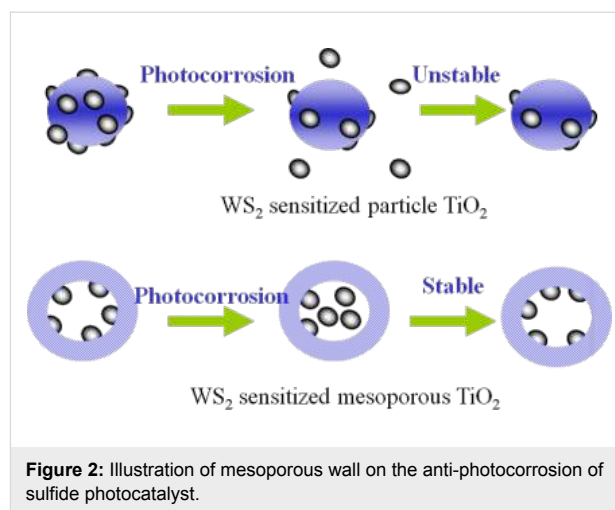 Photocorrosion Unstable
WS₂ sensitized particle TiO₂
Photocorrosion Stable
WS₂ sensitized mesoporous TiO₂
Figure 2: Illustration of mesoporous wall on the anti-photocorrosion of
sulfide photocatalyst.